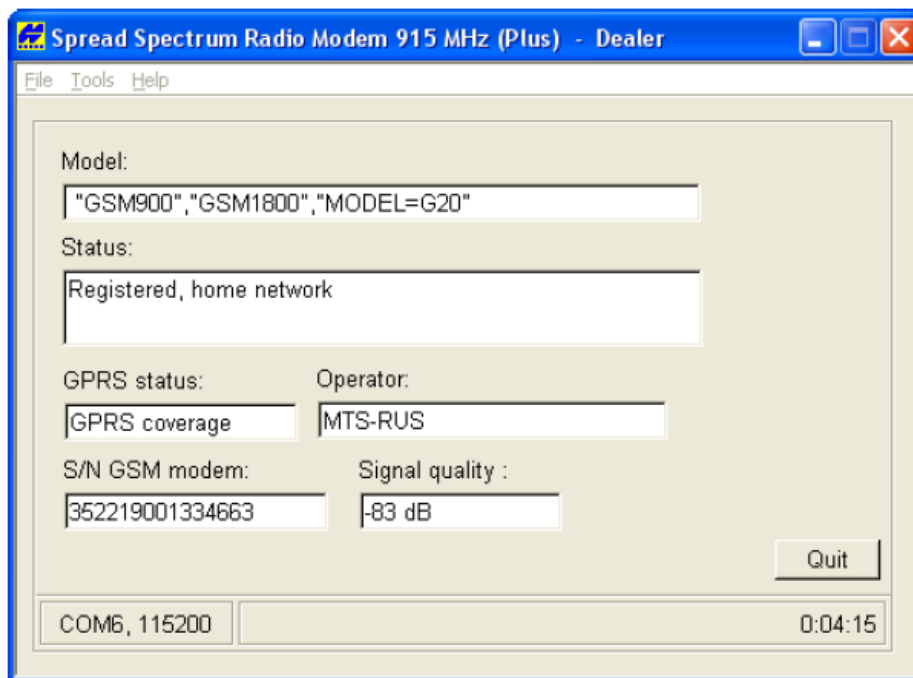 Spread Spectrum Radio Modem 915 MHz (Plus) - Dealer
File Tools Help
Model:
"GSM900","GSM1800","MODEL=G20"
Status:
Registered, home network
GPRS status: Operator:
GPRS coverage MTS-RUS
S/N GSM modem: Signal quality :
352219001334663 -83 dB
Quit
COM6, 115200 0:04:15